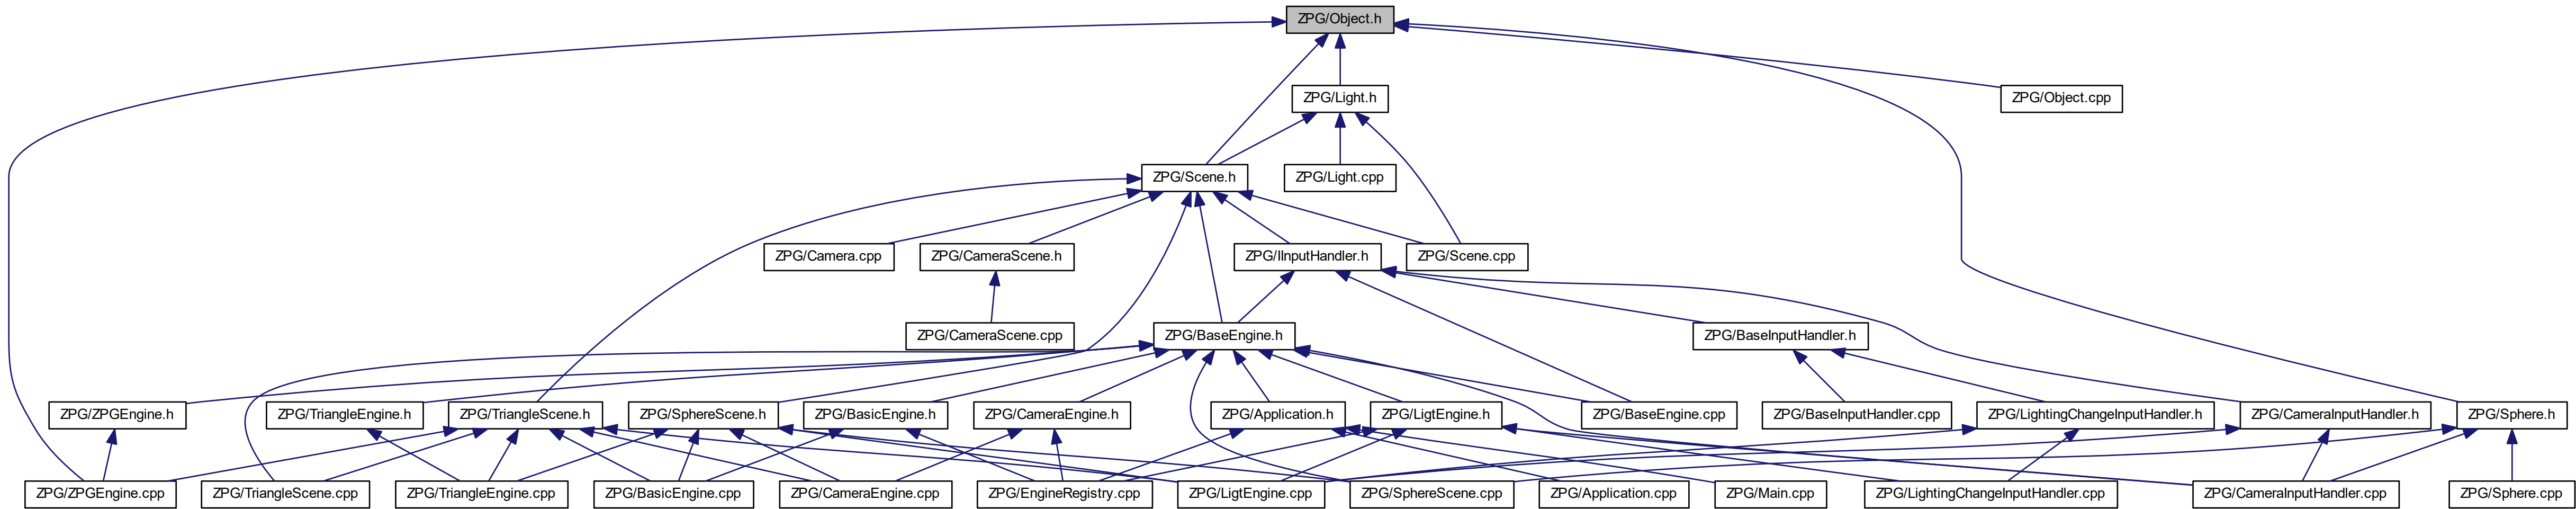 ZPG/Object.h
ZPG/Light.h
ZPG/Object.cpp
ZPG/Scene.h
ZPG/Light.cpp
ZPG/Camera.cpp
ZPG/CameraScene.h
ZPG/IInputHandler.h
ZPG/Scene.cpp
ZPG/CameraScene.cpp
ZPG/BaseEngine.h
ZPG/BaseInputHandler.h
ZPG/ZPGEngine.h
ZPG/TriangleEngine.h
ZPG/TriangleScene.h
ZPG/SphereScene.h
ZPG/BasicEngine.h
ZPG/CameraEngine.h
ZPG/Application.h
ZPG/LigtEngine.h
ZPG/BaseEngine.cpp
ZPG/BaseInputHandler.cpp
ZPG/LightingChangeInputHandler.h
ZPG/CameraInputHandler.h
ZPG/Sphere.h
ZPG/ZPGEngine.cpp
ZPG/TriangleScene.cpp
ZPG/TriangleEngine.cpp
ZPG/BasicEngine.cpp
ZPG/CameraEngine.cpp
ZPG/EngineRegistry.cpp
ZPG/LigtEngine.cpp
ZPG/SphereScene.cpp
ZPG/Application.cpp
ZPG/Main.cpp
ZPG/LightingChangeInputHandler.cpp
ZPG/CameraInputHandler.cpp
ZPG/Sphere.cpp